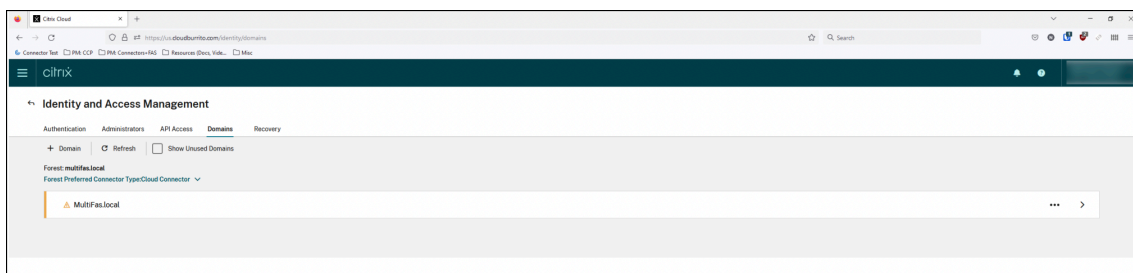 Citrix Cloud
https://us.cloudburrito.com/identity/domains
Search
Connector Test PM: CCP PM: Connectors+FAS Resources (Docs, Vide... Misc
citrix
Identity and Access Management
Authentication Administrators API Access Domains Recovery
+ Domain Refresh Show Unused Domains
Forest: multifas.local
Forest Preferred Connector Type:Cloud Connector
MultiFas.local